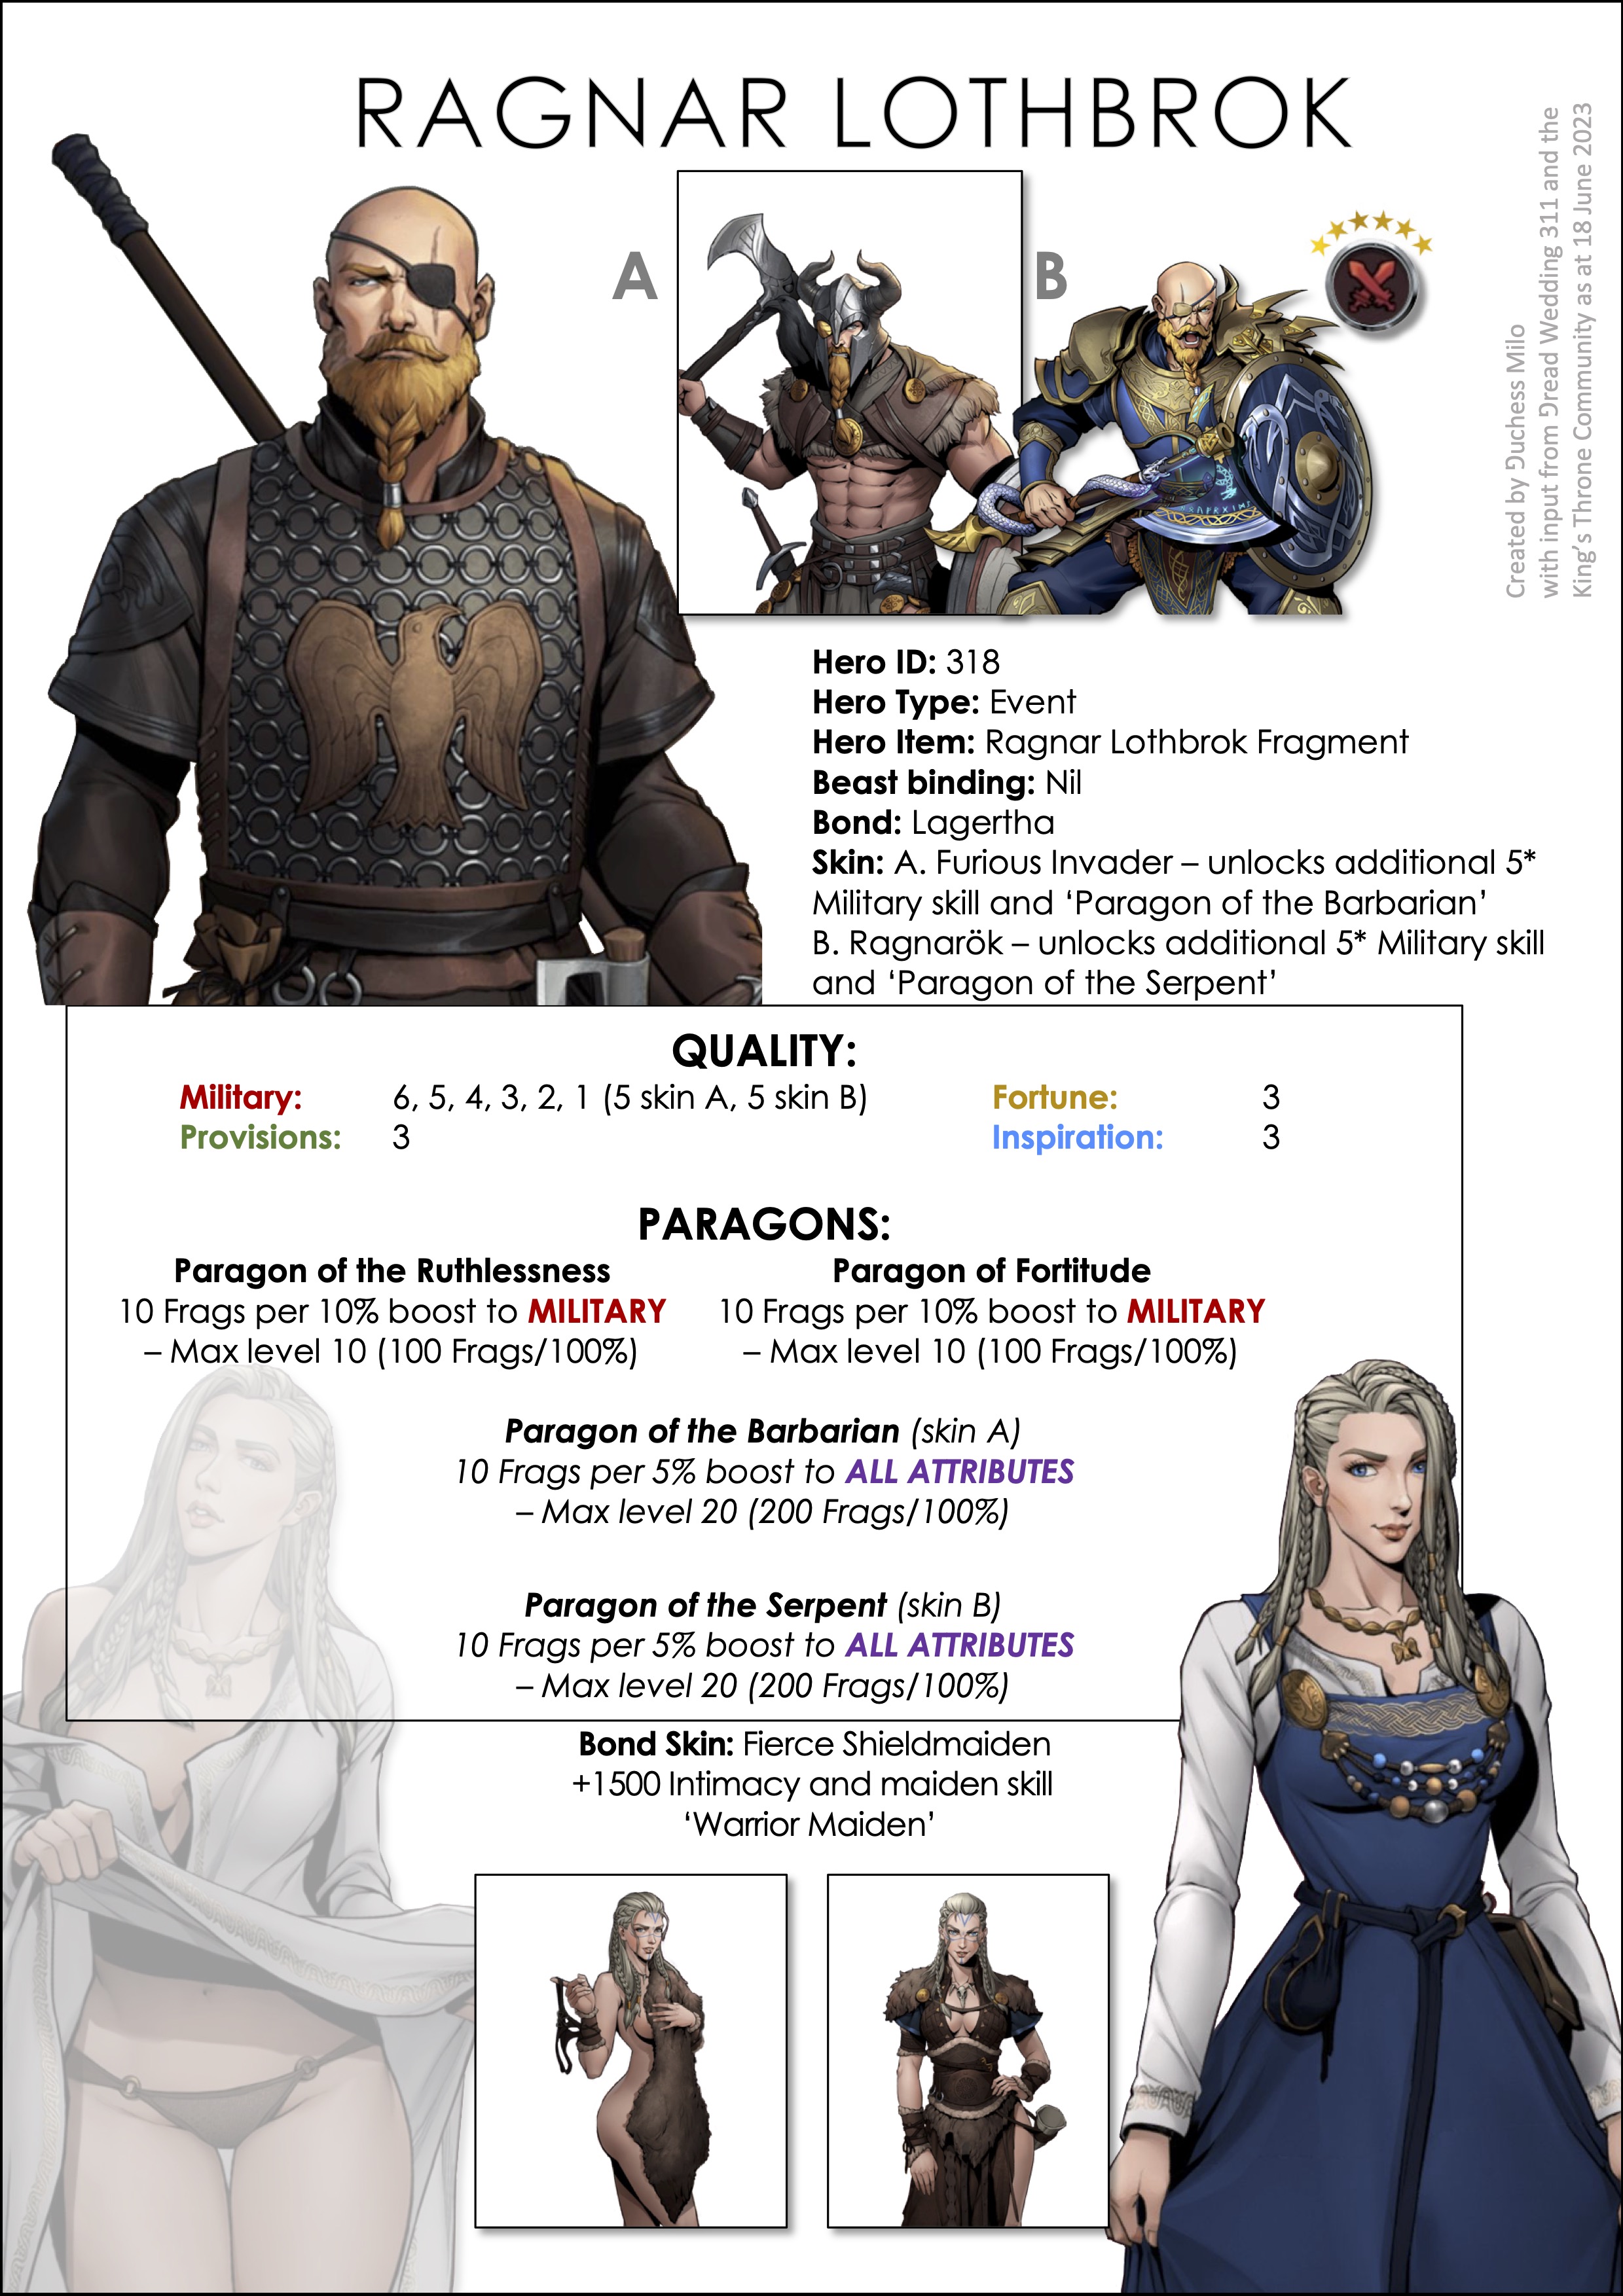 RAGNAR LOTHBROK
Created by Duchess Milo
with input from Dread Wedding 311 and the
King's Throne Community as at 18 June 2023
A
B
Hero ID: 318
Hero Type: Event
Hero Item: Ragnar Lothbrok Fragment
Beast binding: Nil
Bond: Lagertha
Skin: A. Furious Invader – unlocks additional 5*
Military skill and ‘Paragon of the Barbarian’
B. Ragnarök – unlocks additional 5* Military skill
and ‘Paragon of the Serpent’
QUALITY:
Military: 6, 5, 4, 3, 2, 1 (5 skin A, 5 skin B) Fortune: 3
Provisions: 3 Inspiration: 3
PARAGONS:
Paragon of the Ruthlessness
10 Frags per 10% boost to MILITARY
– Max level 10 (100 Frags/100%)
Paragon of Fortitude
10 Frags per 10% boost to MILITARY
– Max level 10 (100 Frags/100%)
Paragon of the Barbarian (skin A)
10 Frags per 5% boost to ALL ATTRIBUTES
– Max level 20 (200 Frags/100%)
Paragon of the Serpent (skin B)
10 Frags per 5% boost to ALL ATTRIBUTES
– Max level 20 (200 Frags/100%)
Bond Skin: Fierce Shieldmaiden
+1500 Intimacy and maiden skill
‘Warrior Maiden’